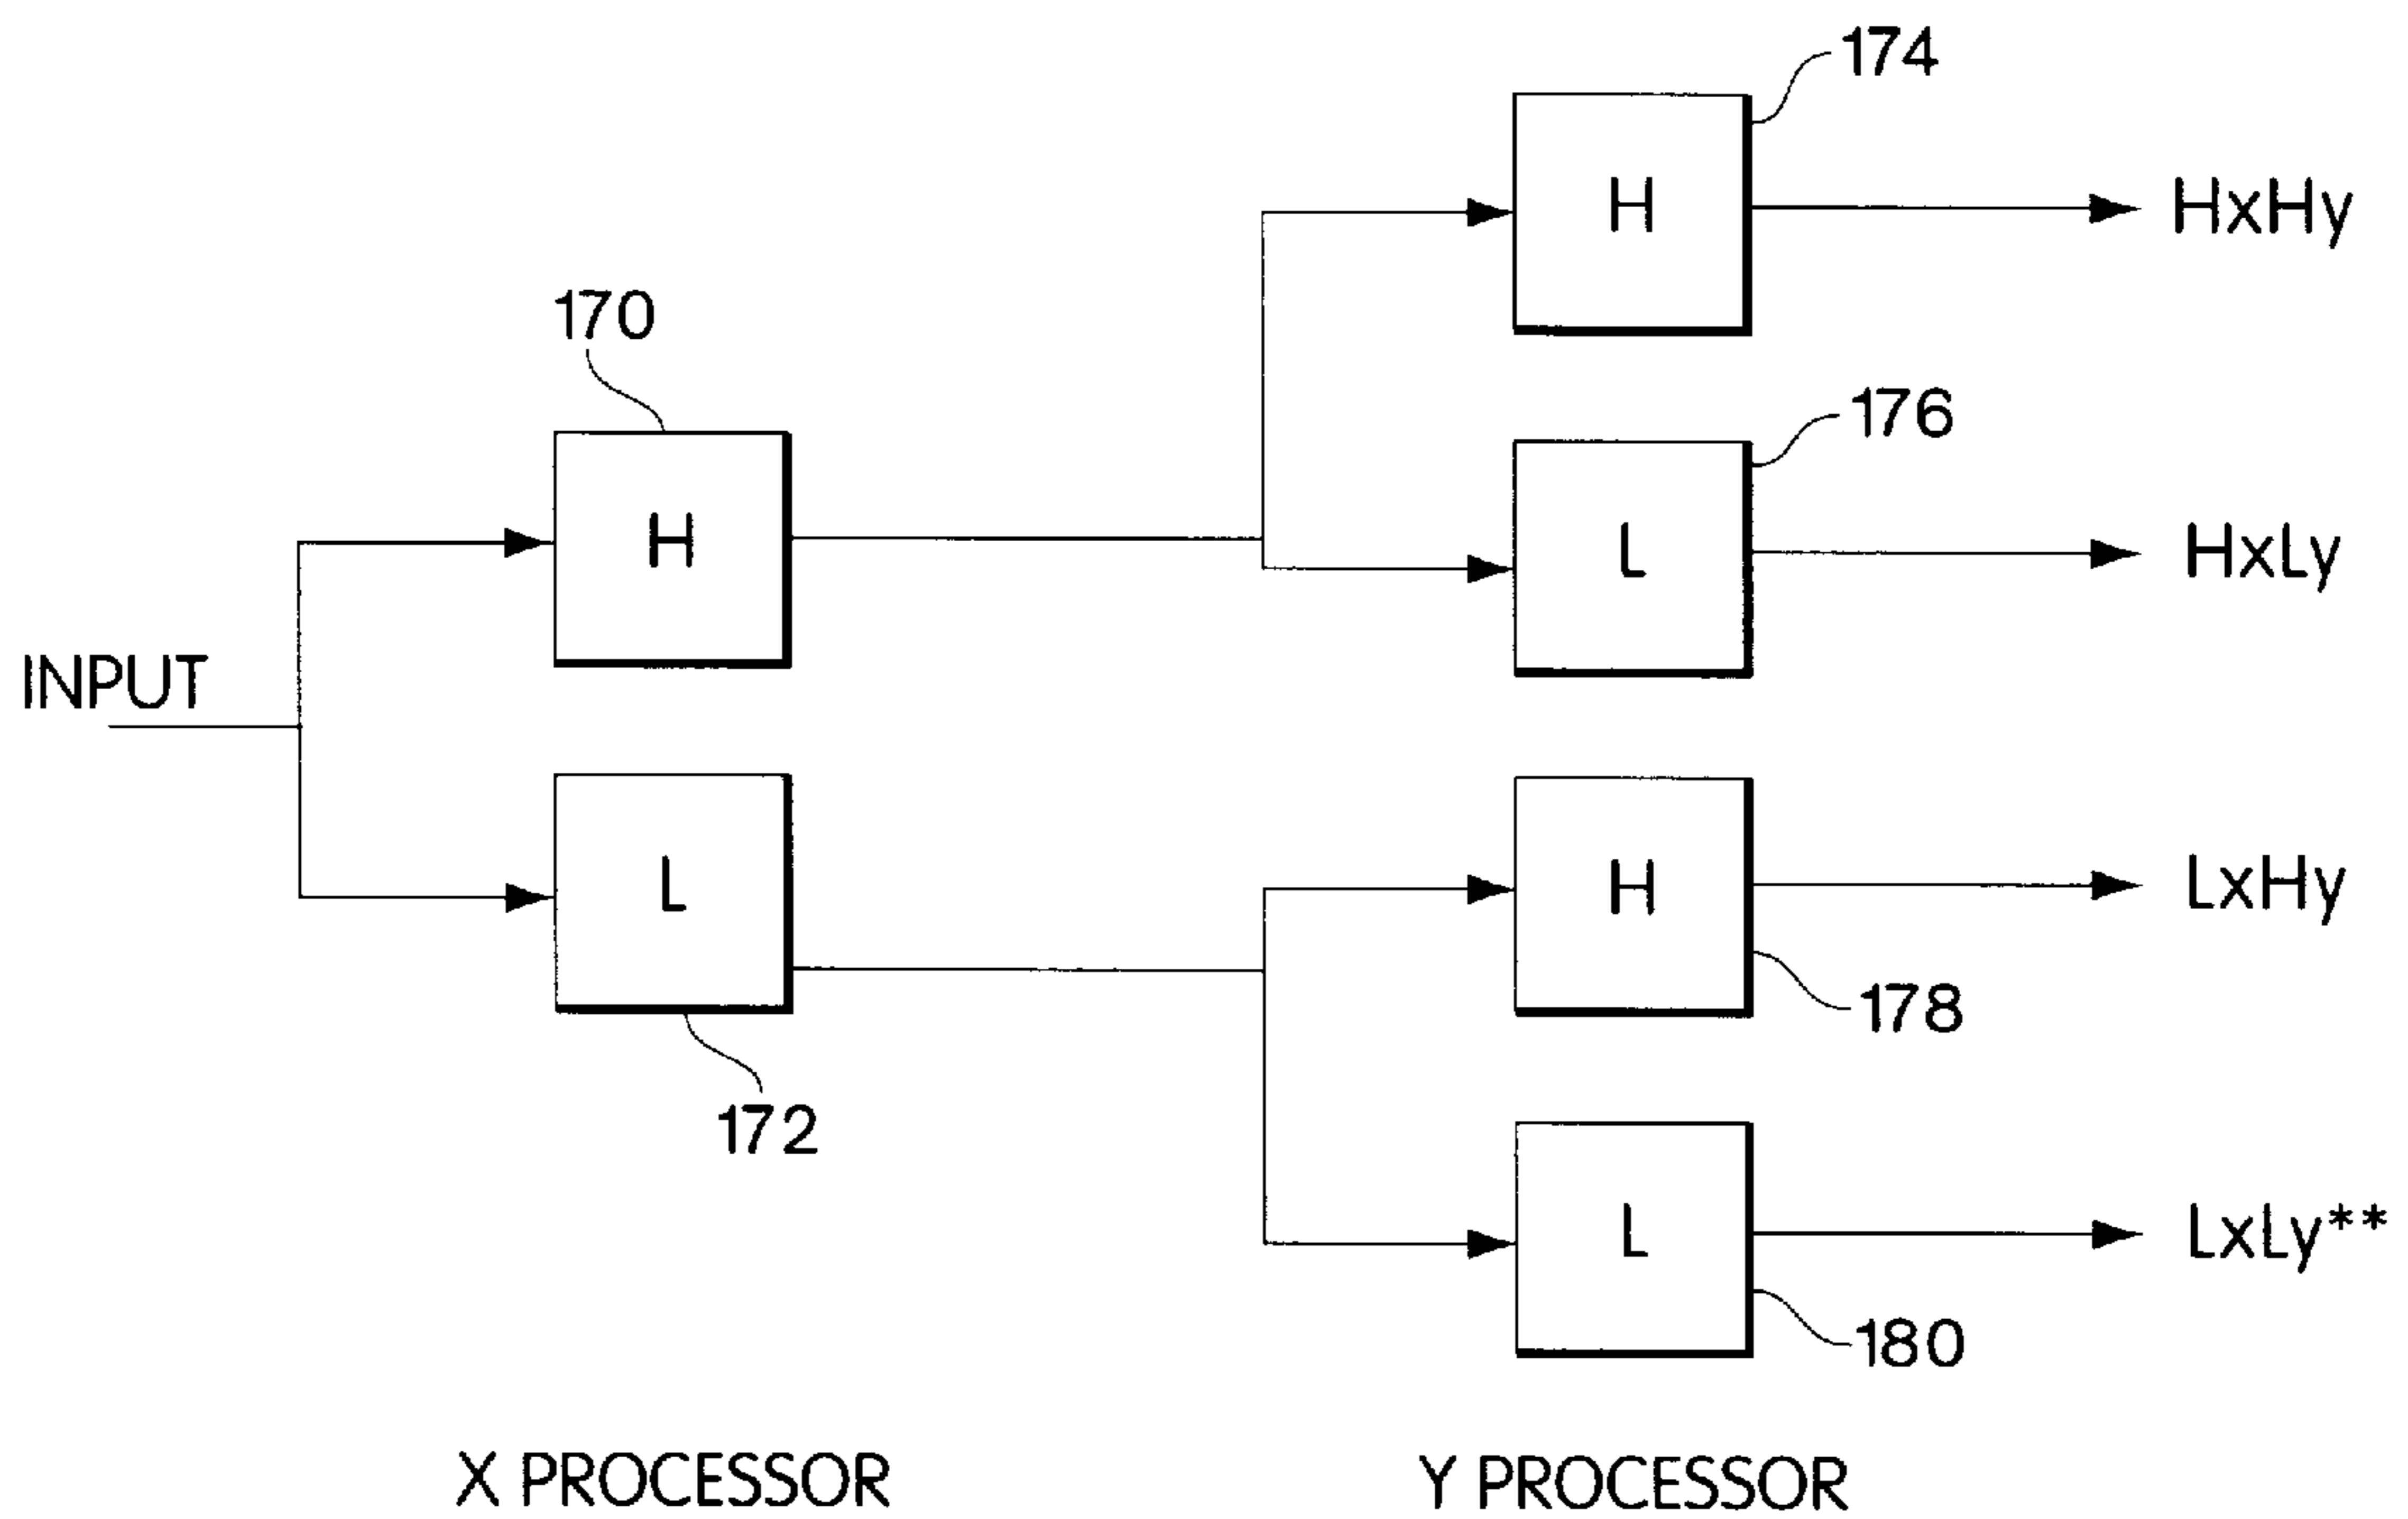 174
H
HxHy
170
176
H
L
HxLy
INPUT
L
H
LxHy
178
172
L
LxLy**
180
X PROCESSOR
Y PROCESSOR